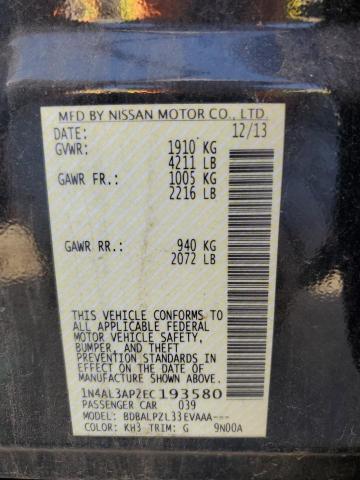 MFD BY NISSAN MOTOR CO., LTD.
DATE: 12/13
GVWR: 1910 KG
4211 LB
GAWR FR.: 1005 KG
2216 LB
GAWR RR.: 940 KG
2072 LB
THIS VEHICLE CONFORMS TO
ALL APPLICABLE FEDERAL
MOTOR VEHICLE SAFETY,
BUMPER, AND THEFT
PREVENTION STANDARDS IN
EFFECT ON THE DATE OF
MANUFACTURE SHOWN ABOVE.
1N4AL3AP2EC193580
PASSENGER CAR 039
MODEL: BDBALPZL33EVAAA---
COLOR: KH3 TRIM: G 9N00A